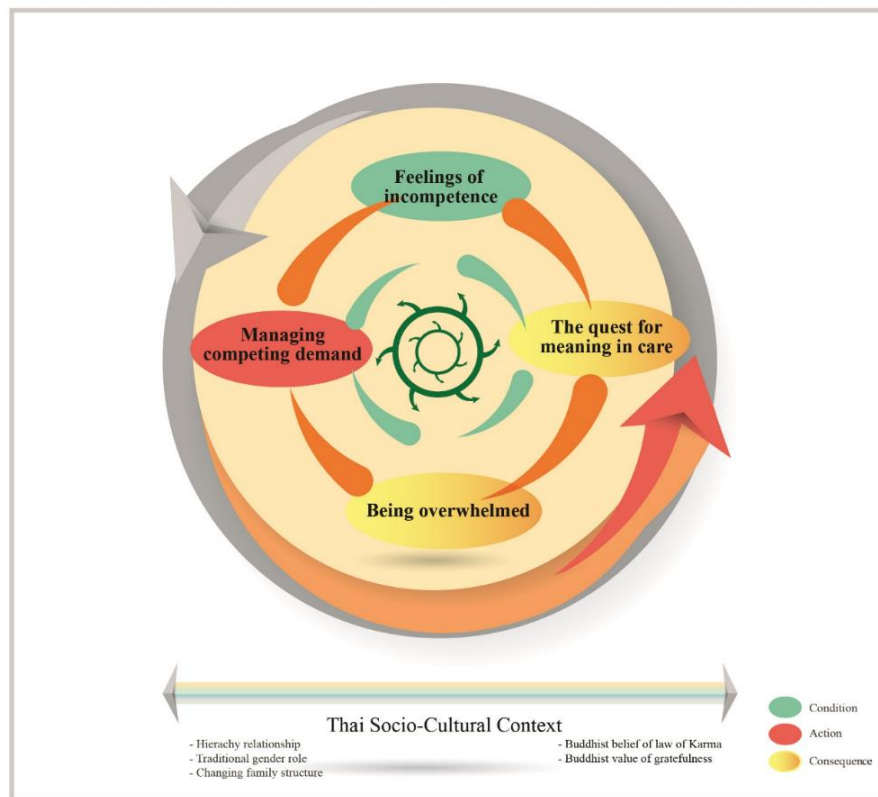 Feelings of
incompetence
Managing
competing demand
The quest for
meaning in care
Being overwhelmed
Thai Socio-Cultural Context
- Hierachy relationship
- Traditional gender role
- Changing family structure
- Buddhist belief of law of Karma
- Buddhist value of gratefulness
Condition
Action
Consequence